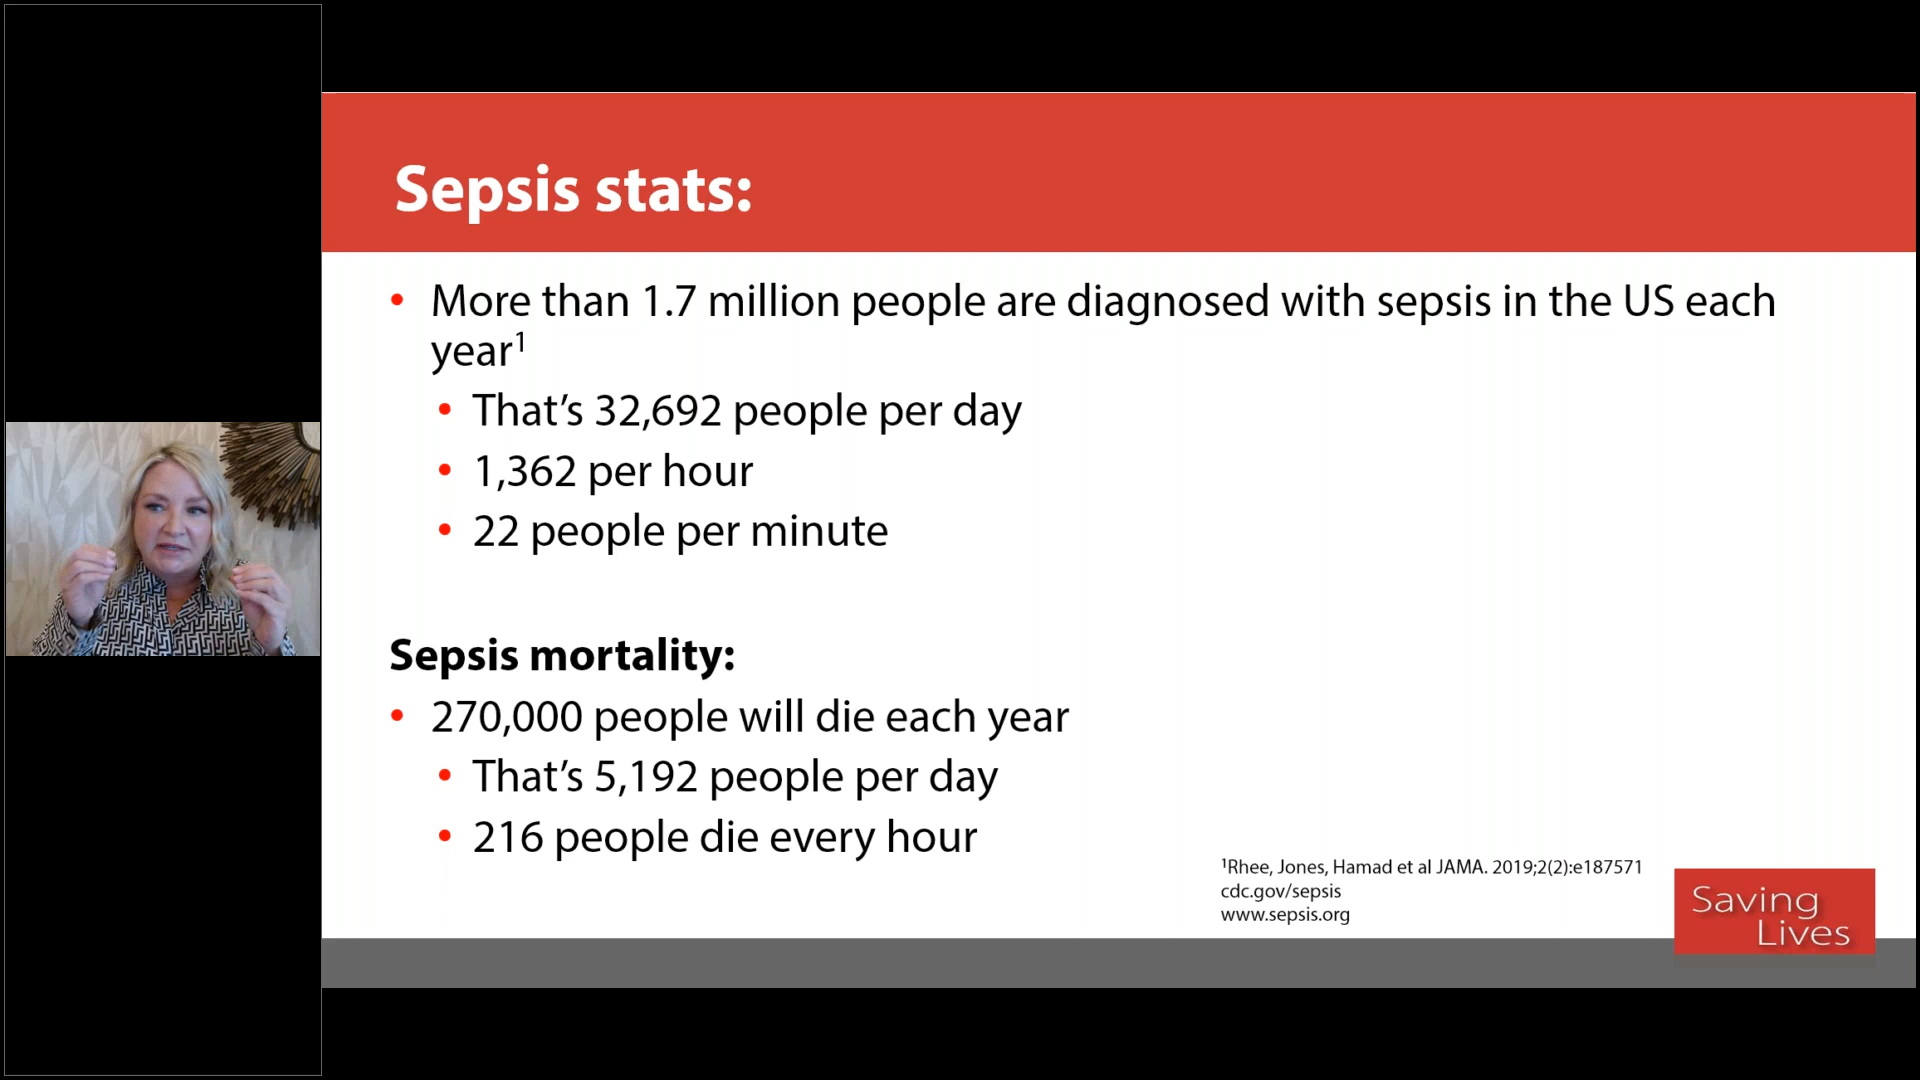 Sepsis stats:
• More than 1.7 million people are diagnosed with sepsis in the US each
year¹
• That’s 32,692 people per day
• 1,362 per hour
• 22 people per minute
Sepsis mortality:
• 270,000 people will die each year
• That’s 5,192 people per day
• 216 people die every hour
¹Rhee, Jones, Hamad et al JAMA. 2019;2(2):e187571
cdc.gov/sepsis
www.sepsis.org
Saving
Lives